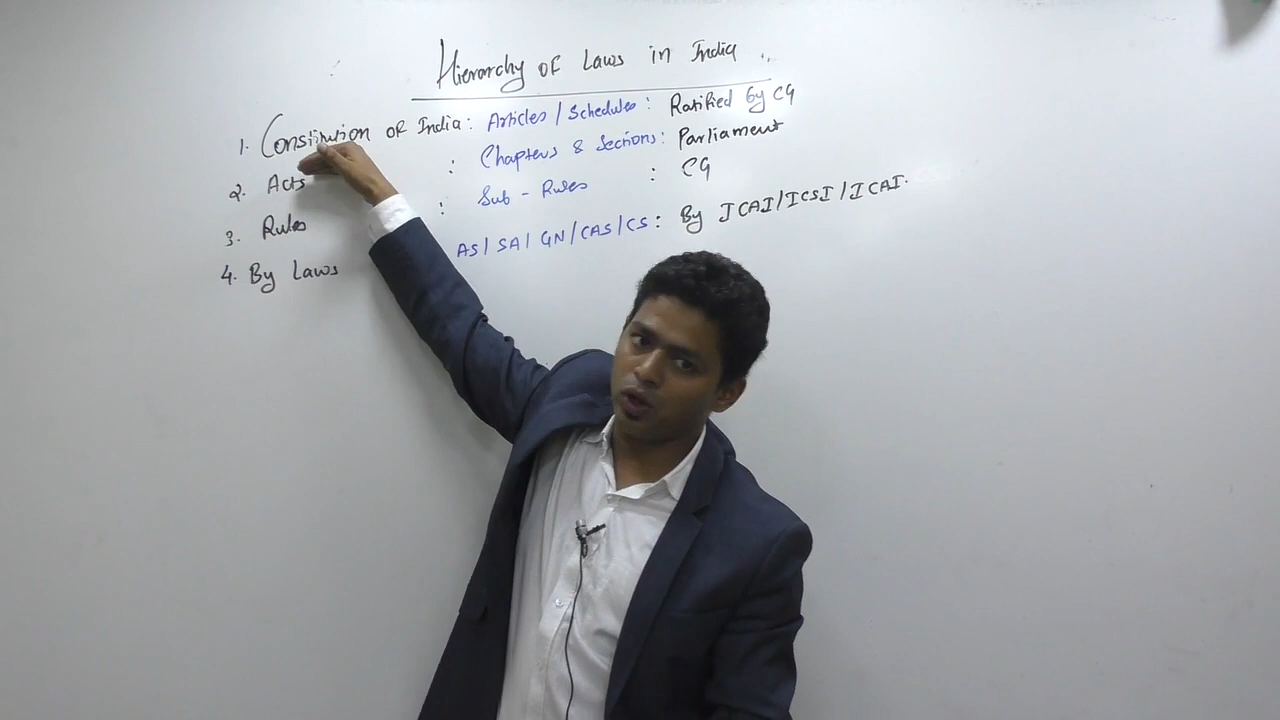 Hierarchy of Laws in India
1. Constitution of India : Articles / Schedules : Ratified by CG
2. Acts : Chapters & Sections : Parliament
3. Rules : Sub - Rules : CG
4. By Laws AS / SA / GN / CAS / CS : By ICAI / ICSI / ICAI.